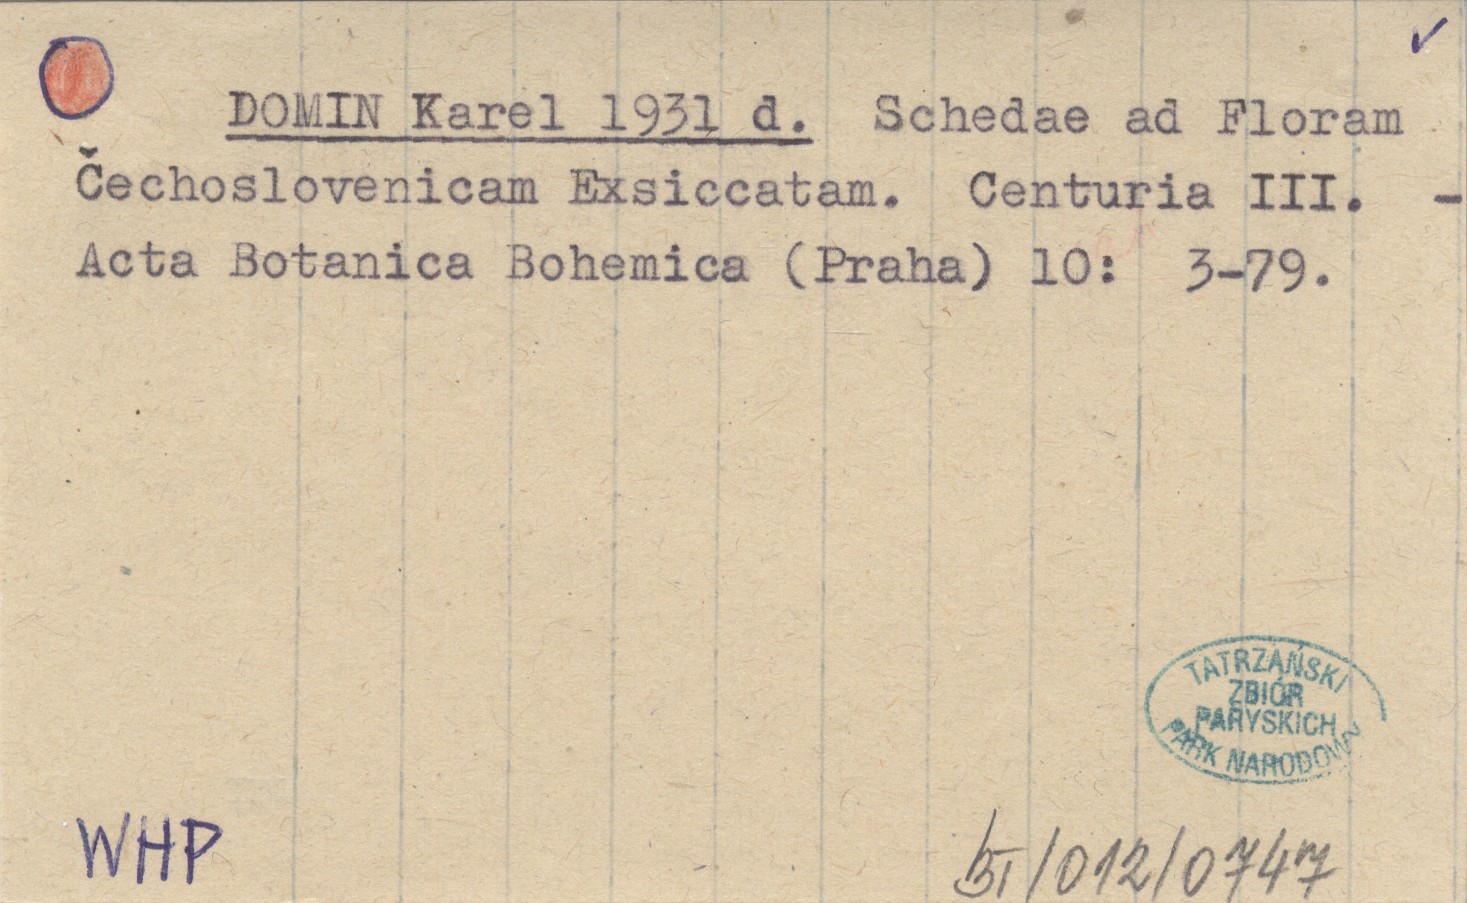 DOMIN Karel 1931 d. Schedae ad Floram
Čechoslovenicam Exsiccatam. Centuria III. -
Acta Botanica Bohemica (Praha) 10: 3-79.
TATRZAŃSKI
ZBIÓR
PARYSKICH
PARK NARODOWY
WHP
/012/0747